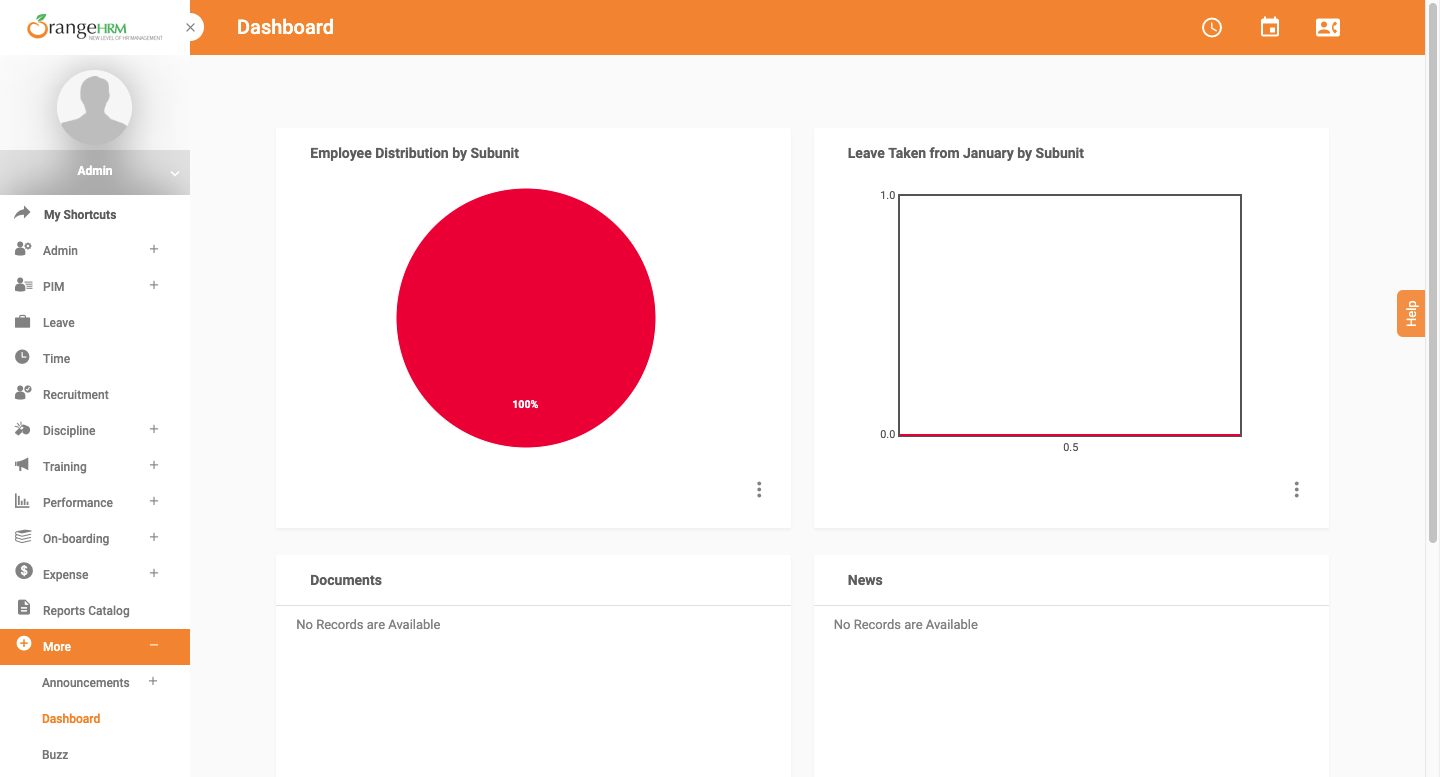 OrangeHRM
NEW LEVEL OF HR MANAGEMENT
Dashboard
Admin
My Shortcuts
Admin
PIM
Leave
Time
Recruitment
Discipline
Training
Performance
On-boarding
Expense
Reports Catalog
More
Announcements
Dashboard
Buzz
Employee Distribution by Subunit
100%
Leave Taken from January by Subunit
1.0
0.0
0.5
Documents
No Records are Available
News
No Records are Available
Help